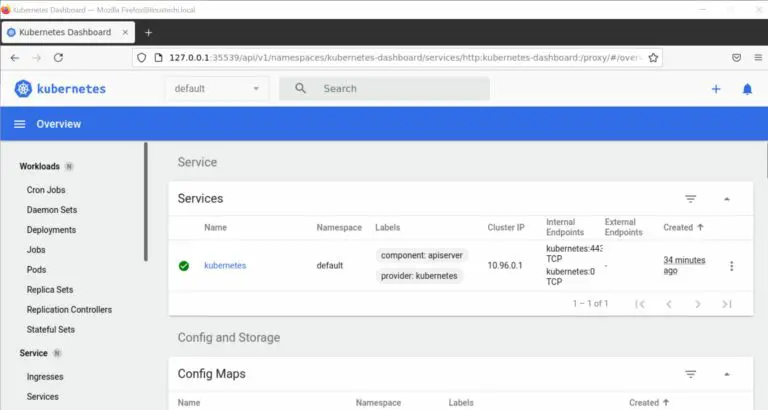 Kubernetes Dashboard — Mozilla Firefox@linuxtechi.local
Kubernetes Dashboard
127.0.0.1:35539/api/v1/namespaces/kubernetes-dashboard/services/http:kubernetes-dashboard:/proxy/#/over
kubernetes
default
Search
Overview
Workloads N
Cron Jobs
Daemon Sets
Deployments
Jobs
Pods
Replica Sets
Replication Controllers
Stateful Sets
Service N
Ingresses
Services
Service
Services
Name Namespace Labels Cluster IP Internal Endpoints External Endpoints Created
kubernetes default component: apiserver provider: kubernetes 10.96.0.1 kubernetes:443 TCP kubernetes:0 TCP - 34 minutes ago
1 – 1 of 1
Config and Storage
Config Maps
Name Namespace Labels Created